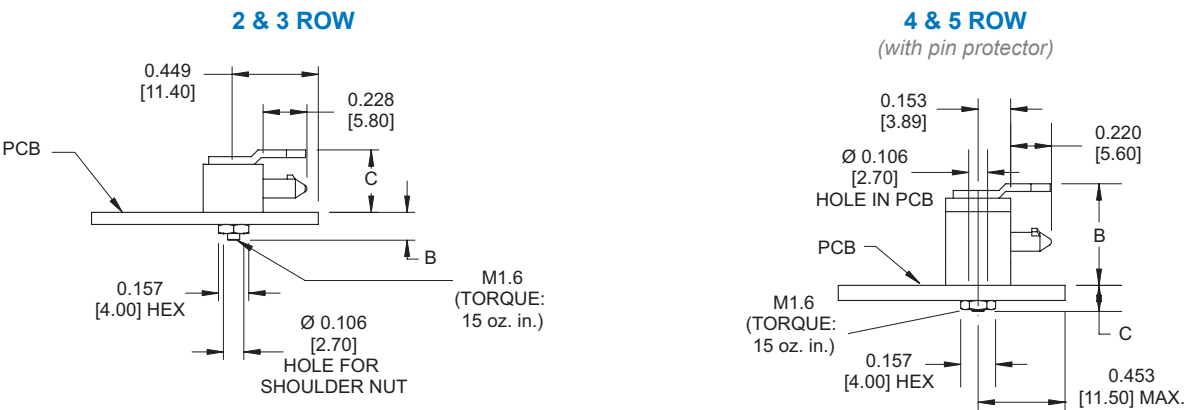 2 & 3 ROW
0.449
[11.40]
0.228
[5.80]
PCB
C
B
0.157
[4.00] HEX
M1.6
(TORQUE:
15 oz. in.)
Ø 0.106
[2.70]
HOLE FOR
SHOULDER NUT
4 & 5 ROW
(with pin protector)
0.153
[3.89]
0.220
[5.60]
Ø 0.106
[2.70]
HOLE IN PCB
B
PCB
M1.6
(TORQUE:
15 oz. in.)
C
0.157
[4.00] HEX
0.453
[11.50] MAX.